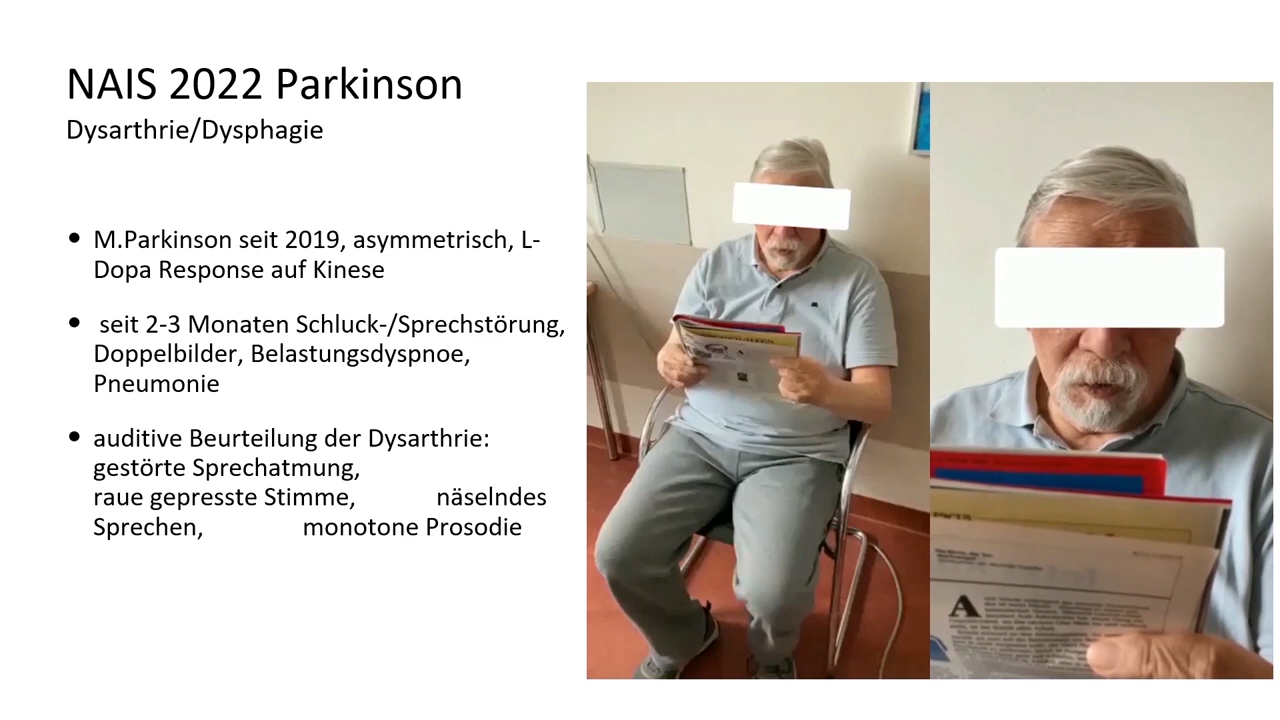 NAIS 2022 Parkinson
Dysarthrie/Dysphagie
• M.Parkinson seit 2019, asymmetrisch, L-
Dopa Response auf Kinese
• seit 2-3 Monaten Schluck-/Sprechstörung,
Doppelbilder, Belastungsdyspnoe,
Pneumonie
• auditive Beurteilung der Dysarthrie:
gestörte Sprechatmung,
raue gepresste Stimme, näselndes
Sprechen, monotone Prosodie
FOCUS
A